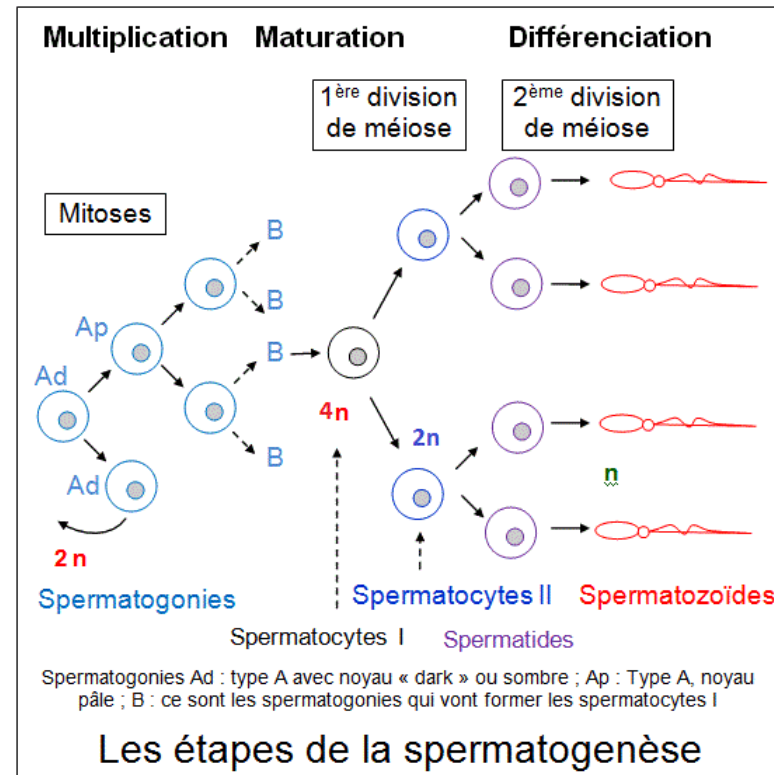 Multiplication Maturation Différenciation
1ère division
de méiose
2ème division
de méiose
Mitoses
B
B
Ap
B
Ad
4n
2n
B
Ad
n
2 n
Spermatogonies
Spermatocytes II
Spermatozoïdes
Spermatocytes I
Spermatides
Spermatogonies Ad : type A avec noyau « dark » ou sombre ; Ap : Type A, noyau
pâle ; B : ce sont les spermatogonies qui vont former les spermatocytes I
Les étapes de la spermatogenèse